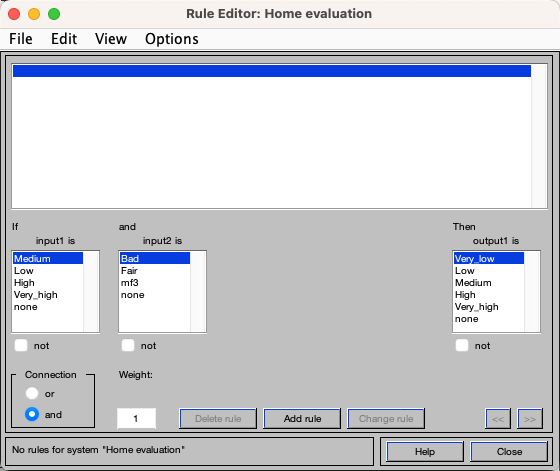 Rule Editor: Home evaluation
File Edit View Options
If and Then
input1 is input2 is output1 is
Medium Bad Very_low
Low Fair Low
High mf3 Medium
Very_high none High
none Very_high
none
not not not
Connection Weight:
or
and 1 Delete rule Add rule Change rule << >>
No rules for system "Home evaluation" Help Close